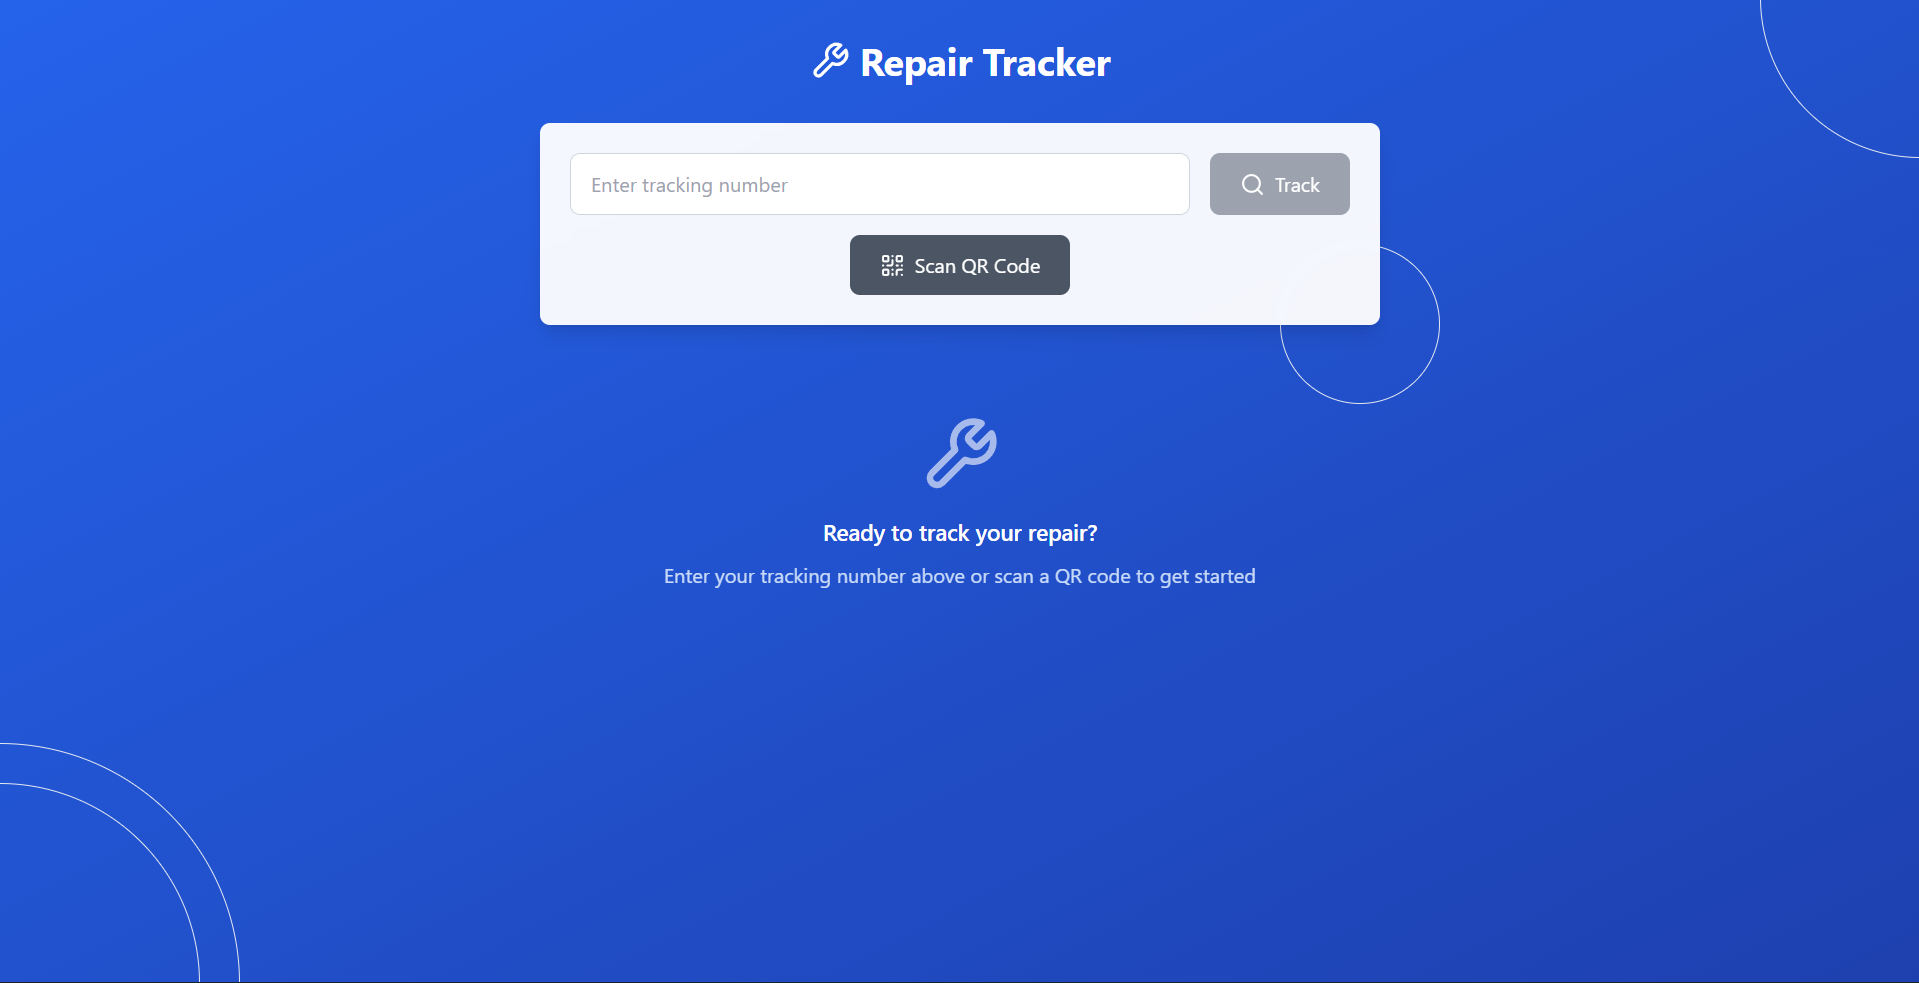 Repair Tracker
Enter tracking number
Track
Scan QR Code
Ready to track your repair?
Enter your tracking number above or scan a QR code to get started